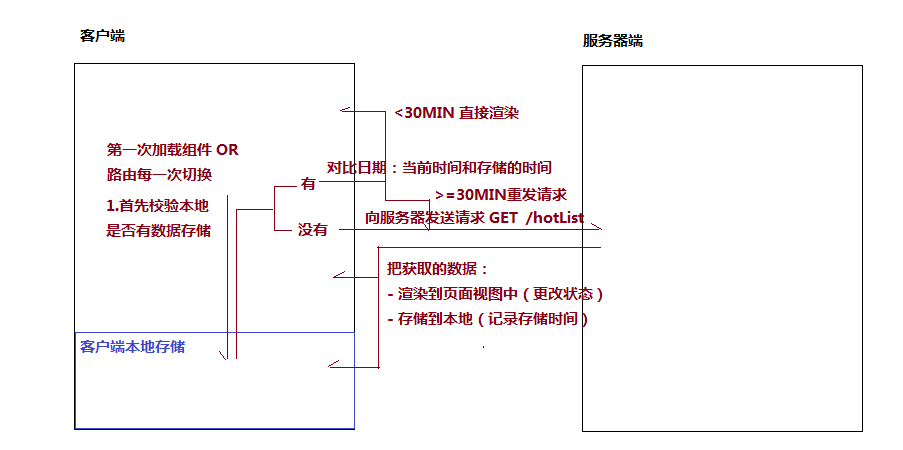 客户端
服务器端
<30MIN 直接渲染
第一次加载组件 OR
路由每一次切换
对比日期：当前时间和存储的时间
有
>=30MIN重发请求
1.首先校验本地
是否有数据存储
没有
向服务器发送请求 GET /hotList
把获取的数据：
- 渲染到页面视图中（更改状态）
- 存储到本地（记录存储时间）
客户端本地存储